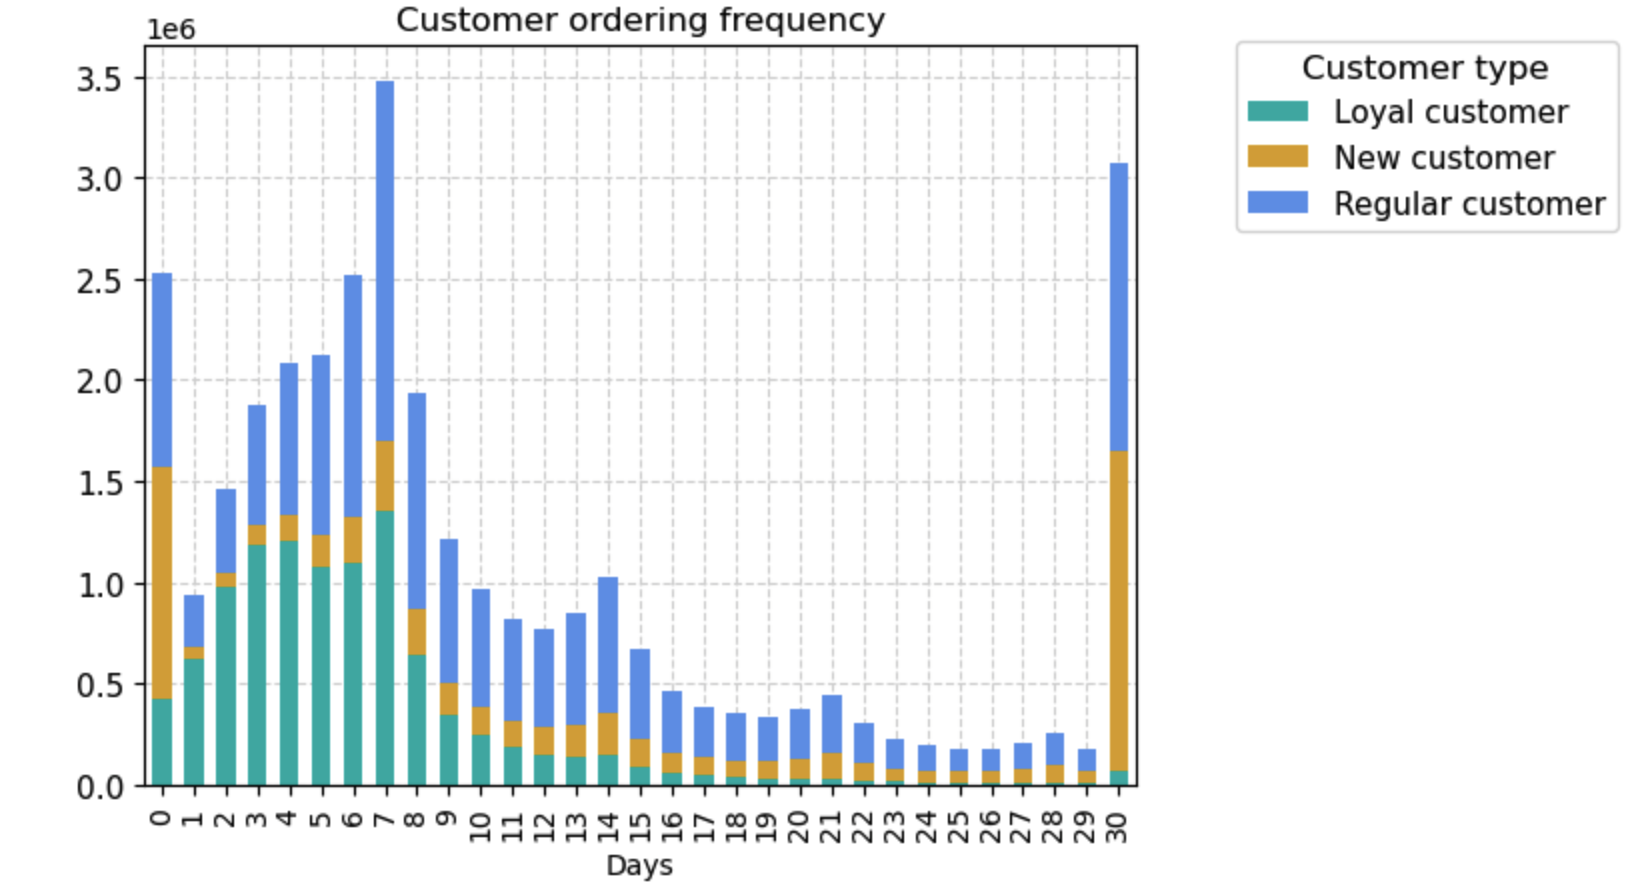 Customer ordering frequency
1e6
3.5
3.0
2.5
2.0
1.5
1.0
0.5
0.0
0 1 2 3 4 5 6 7 8 9 10 11 12 13 14 15 16 17 18 19 20 21 22 23 24 25 26 27 28 29 30
Days
Customer type
Loyal customer
New customer
Regular customer